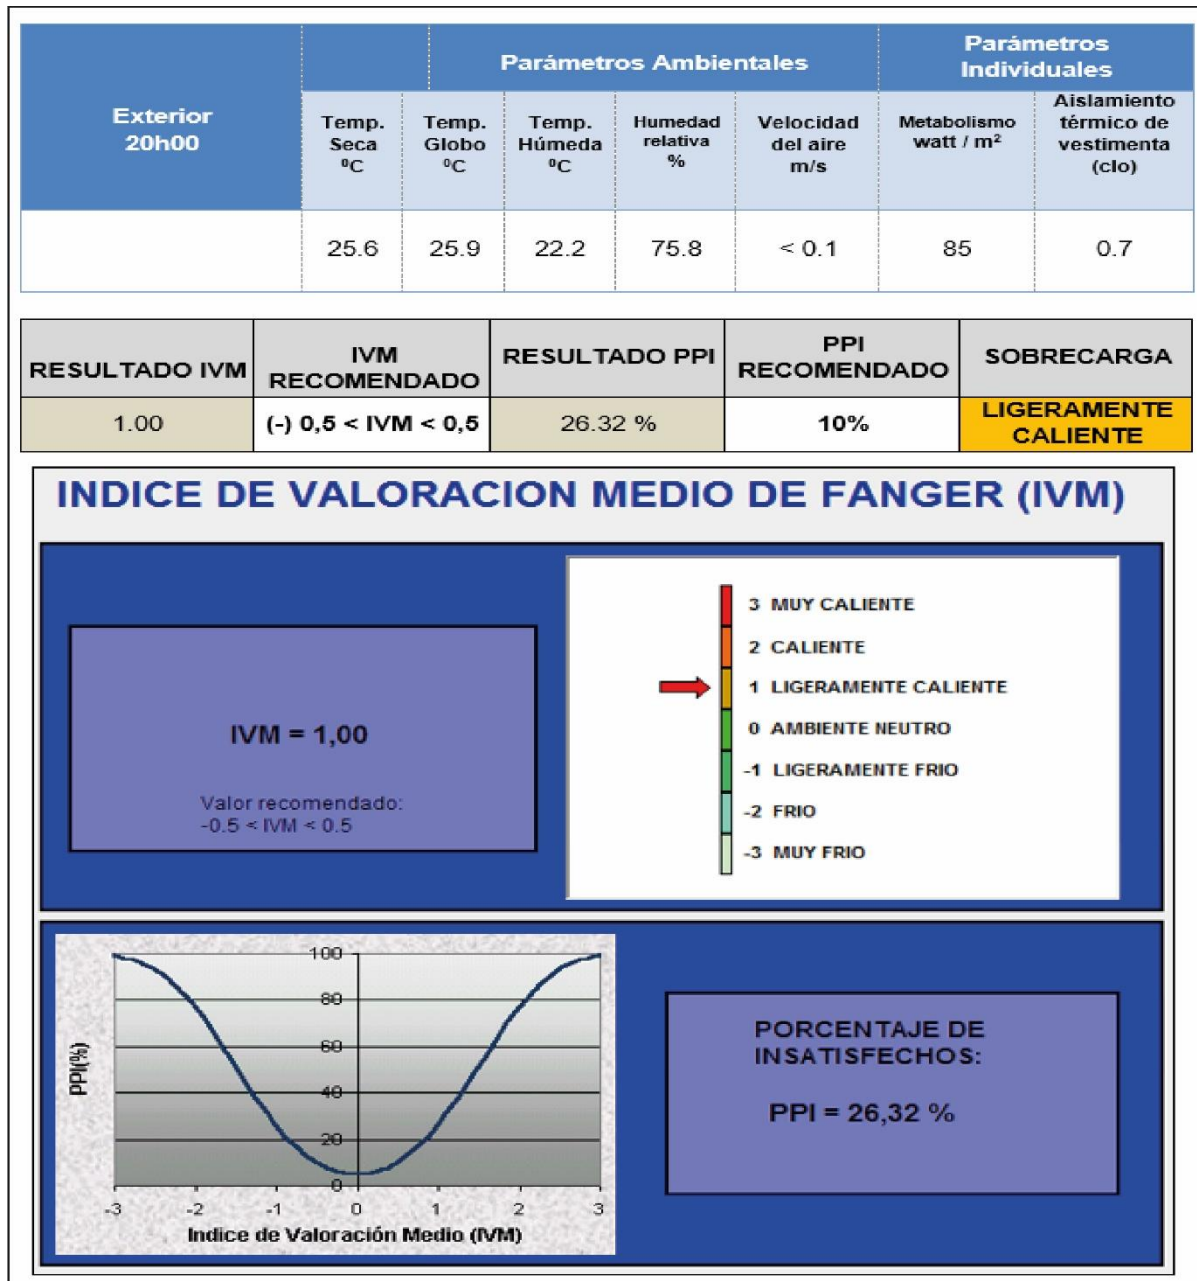 Exterior
20h00
Parámetros Ambientales
Parámetros
Individuales
Temp.
Seca
ºC
Temp.
Globo
°C
Temp.
Húmeda
ºC
Humedad
relativa
%
Velocidad
del aire
m/s
Metabolismo
watt / m²
Aislamiento
térmico de
vestimenta
(clo)
25.6 25.9 22.2 75.8 < 0.1 85 0.7
RESULTADO IVM
IVM
RECOMENDADO
RESULTADO PPI
PPI
RECOMENDADO
SOBRECARGA
1.00
(-) 0,5 < IVM < 0,5
26.32 %
10%
LIGERAMENTE
CALIENTE
INDICE DE VALORACION MEDIO DE FANGER (IVM)
IVM = 1,00
Valor recomendado:
-0.5 < IVM < 0.5
3 MUY CALIENTE
2 CALIENTE
1 LIGERAMENTE CALIENTE
0 AMBIENTE NEUTRO
-1 LIGERAMENTE FRIO
-2 FRIO
-3 MUY FRIO
PPI(%)
100
80
60
40
20
0
-3 -2 -1 0 1 2 3
Indice de Valoración Medio (IVM)
PORCENTAJE DE
INSATISFECHOS:
PPI = 26,32 %